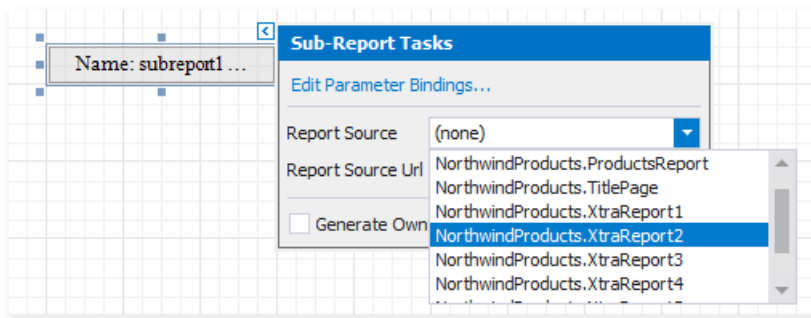 Name: subreport1 ...
Sub-Report Tasks
Edit Parameter Bindings...
Report Source (none)
Report Source Url
Generate Own
NorthwindProducts.ProductsReport
NorthwindProducts.TitlePage
NorthwindProducts.XtraReport1
NorthwindProducts.XtraReport2
NorthwindProducts.XtraReport3
NorthwindProducts.XtraReport4